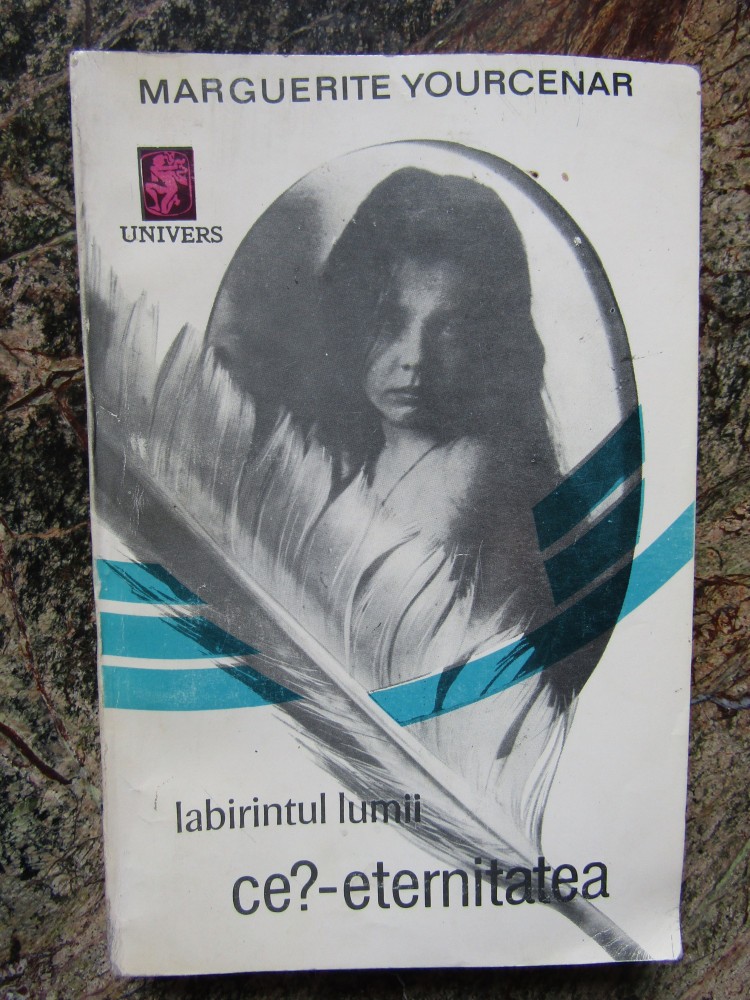 MARGUERITE YOURCENAR
UNIVERS
labirintul lumii
ce?-eternitatea